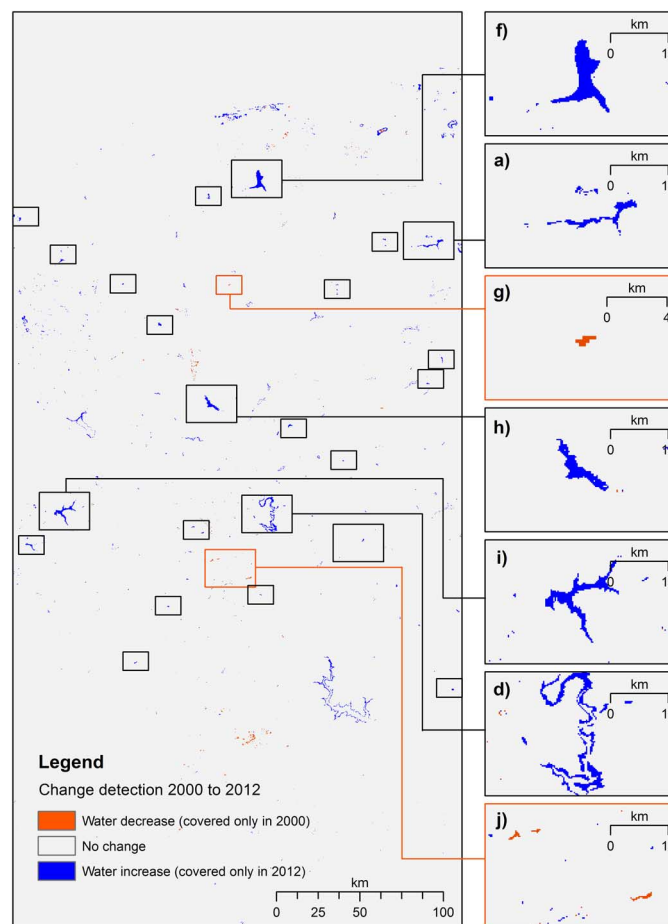 f)
km
0 1
a)
km
0 1
g)
km
0 4
h)
km
0 1
i)
km
0 1
d)
km
0 1
j)
km
0 1
Legend
Change detection 2000 to 2012
Water decrease (covered only in 2000)
No change
Water increase (covered only in 2012)
km
0 25 50 100